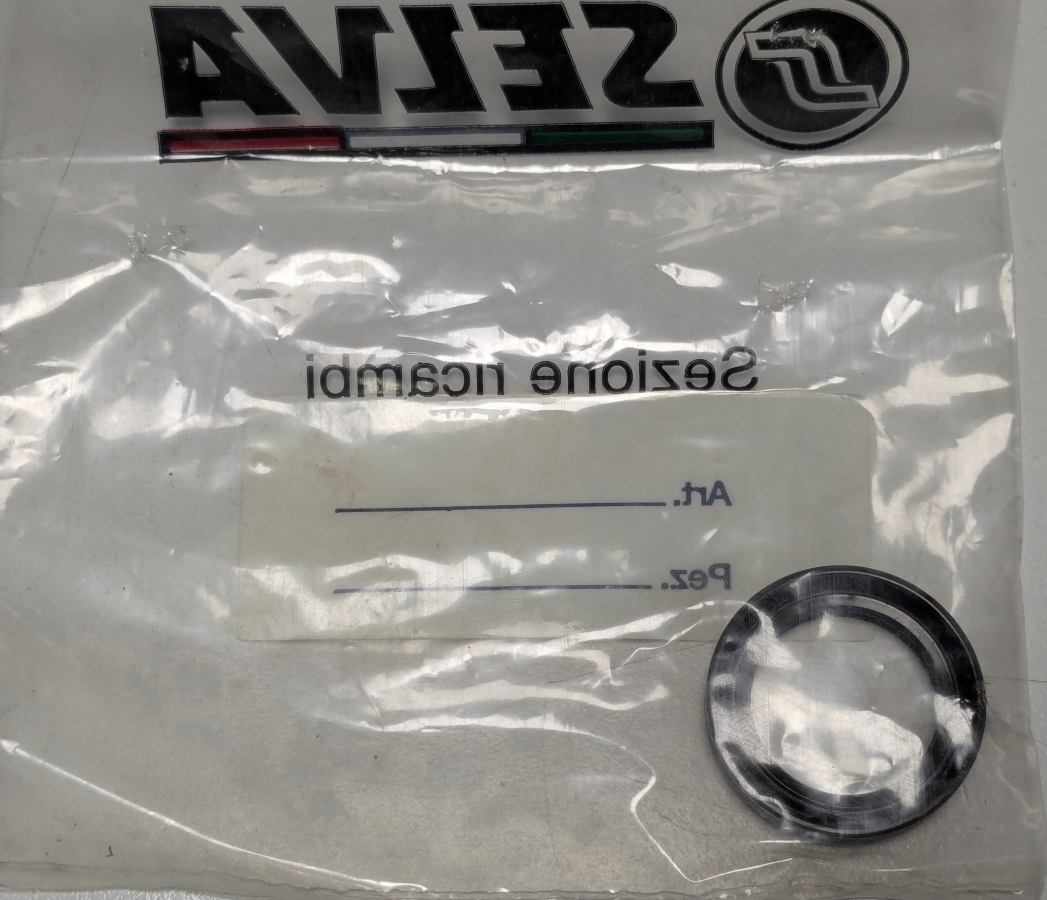 SELVA
Sezione ricambi
Art.
Pez.